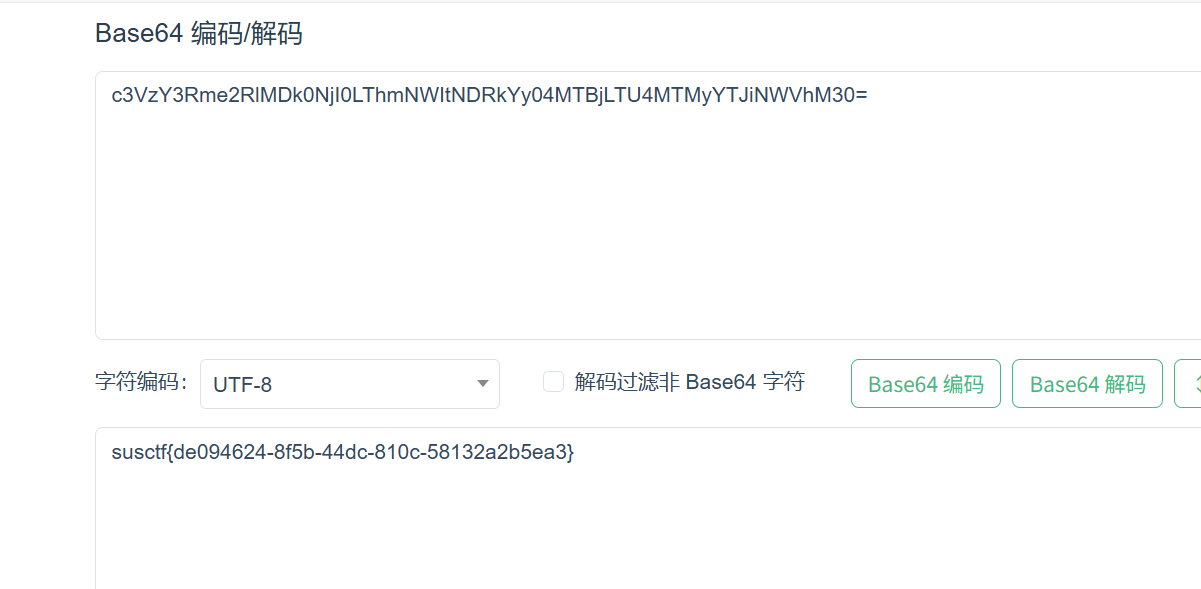 Base64 编码/解码
c3VzY3Rme2RlMDk0NjI0LThmNWItNDRkYy04MTBjLTU4MTMyYTJiNWVhM30=
字符编码： UTF-8 解码过滤非 Base64 字符 Base64 编码 Base64 解码
susctf{de094624-8f5b-44dc-810c-58132a2b5ea3}